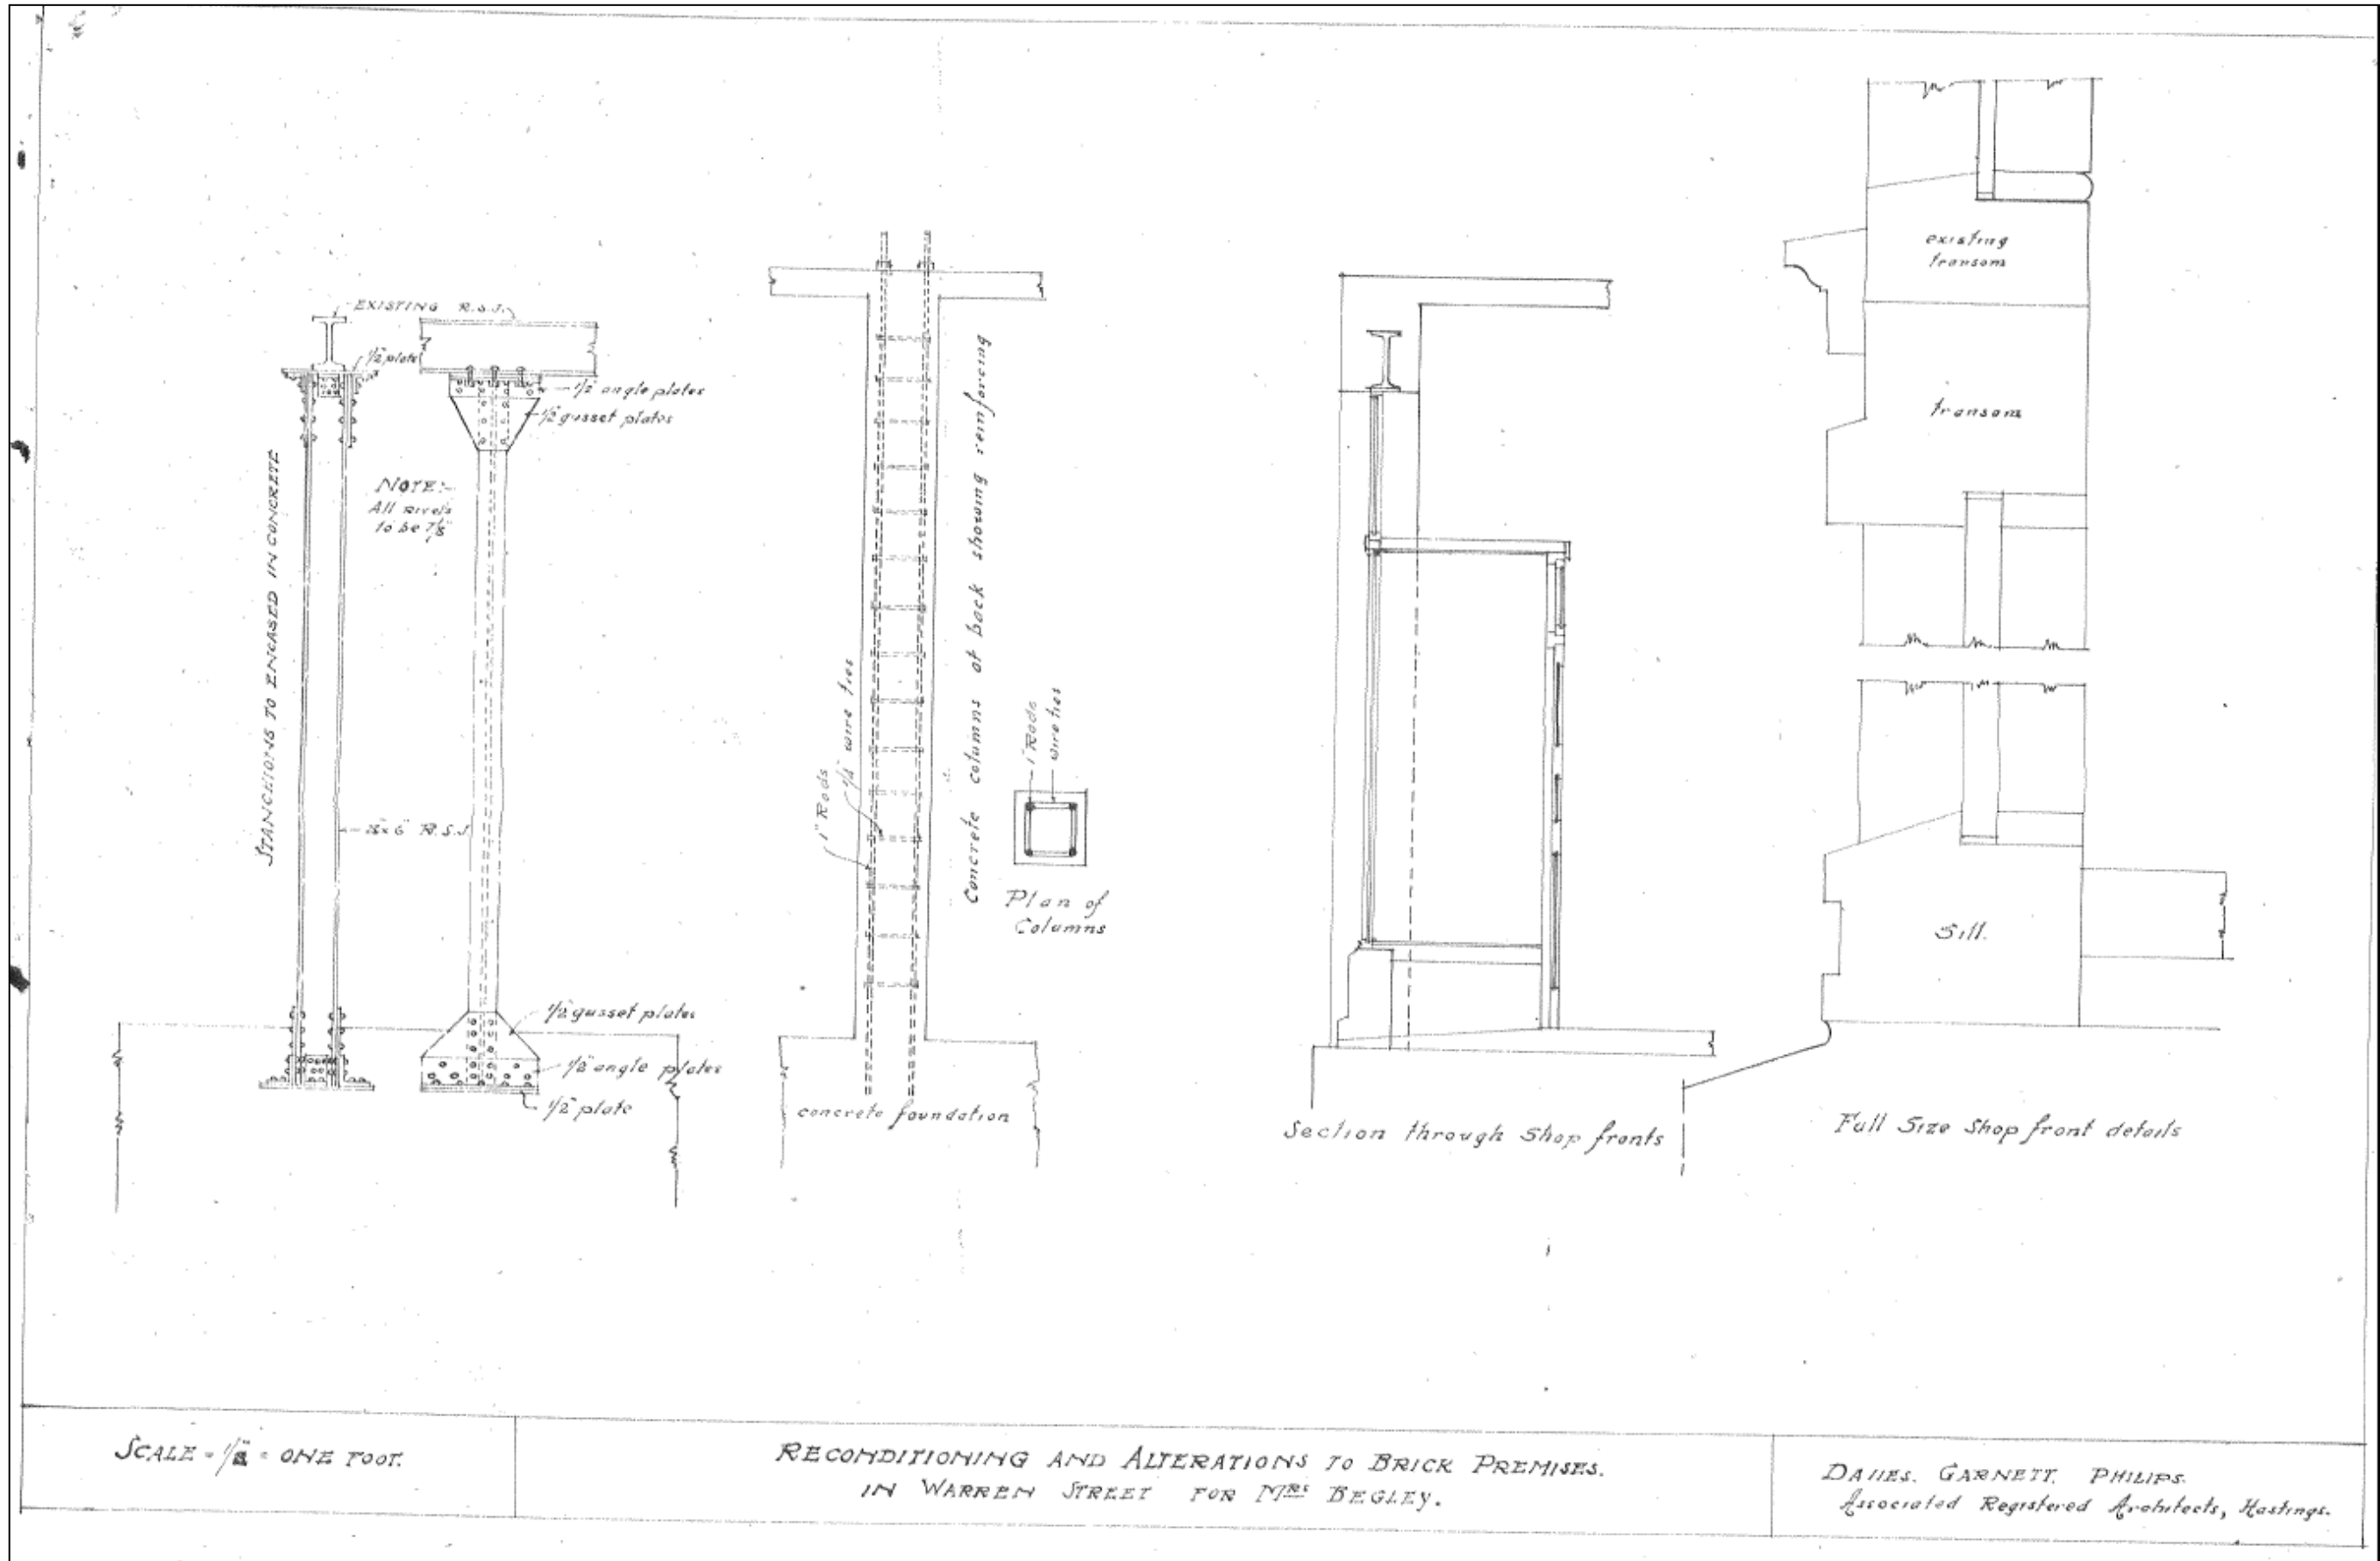 EXISTING R.S.J.
1/2" plate
1/2" angle plates
1/2" gusset plates
NOTE:-
All rivets
to be 7/8"
STANCHIONS TO ENCASED IN CONCRETE
x 6" R.S.J.
1/2" gusset plates
1/2" angle plates
1/2" plate
1" Rods
1/4" wire ties
Concrete columns at back showing reinforcing
concrete foundation
1" Rods
wire ties
Plan of
Columns
Section through Shop fronts
existing
transom
transom
Sill.
Full Size Shop front details
SCALE = = ONE FOOT.
RECONDITIONING AND ALTERATIONS TO BRICK PREMISES.
IN WARREN STREET FOR MRS BEGLEY.
GARNETT. PHILIPS.
Associated Registered Architects, Hastings.